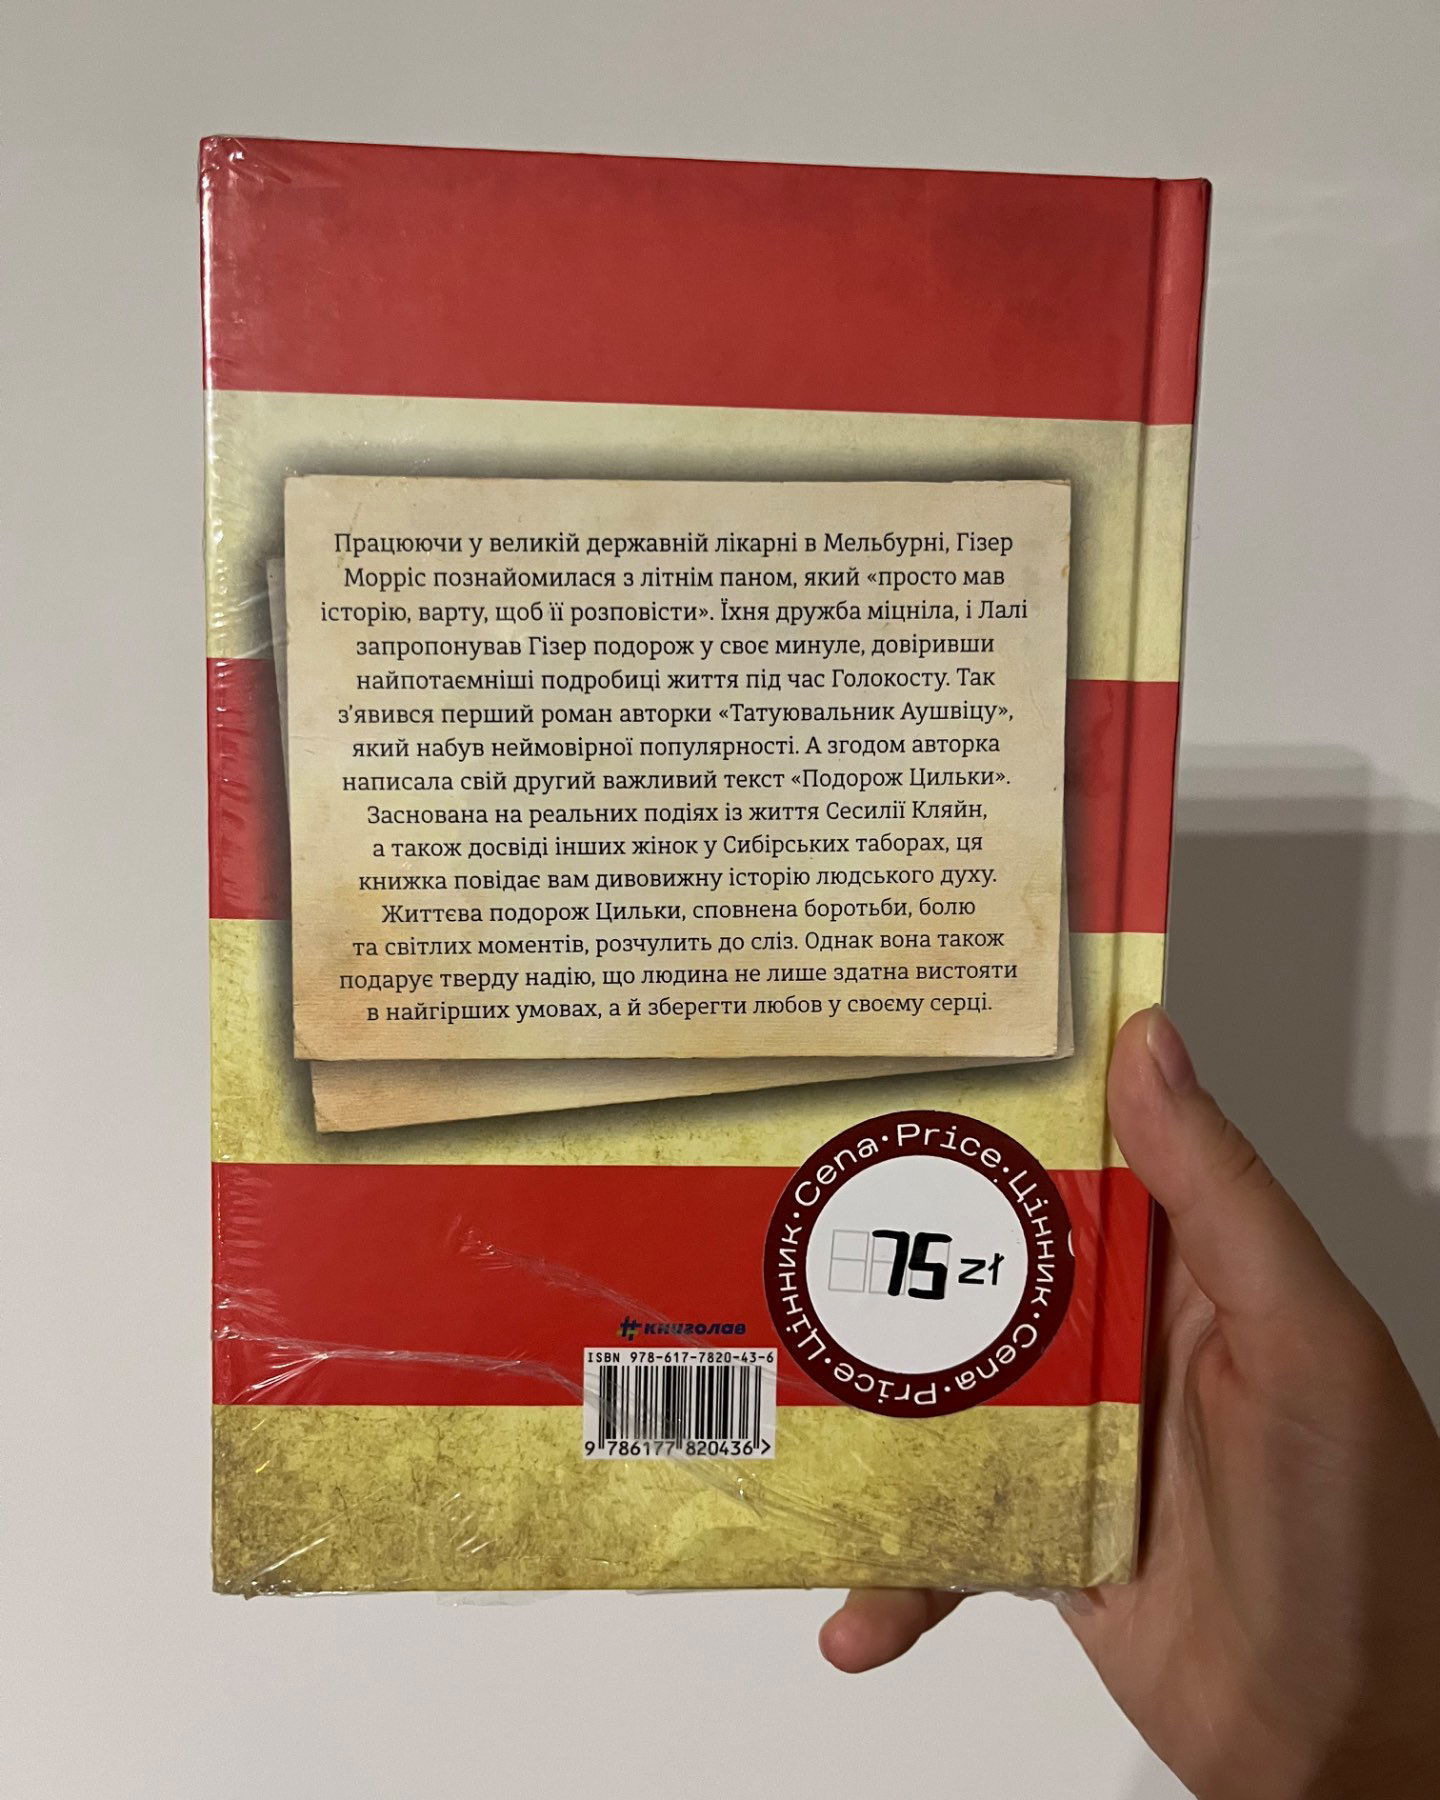 Працюючи у великій державній лікарні в Мельбурні, Гізер
Морріс познайомилася з літнім паном, який «просто мав
історію, варту, щоб її розповісти». Їхня дружба міцніла, і Лалі
запропонував Гізер подорож у своє минуле, довіривши
найпотаємніші подробиці життя під час Голокосту. Так
з’явився перший роман авторки «Татуювальник Аушвіцу»,
який набув неймовірної популярності. А згодом авторка
написала свій другий важливий текст «Подорож Цильки».
Заснована на реальних подіях із життя Сесилії Кляйн,
а також досвіді інших жінок у Сибірських таборах, ця
книжка повідає вам дивовижну історію людського духу.
Життєва подорож Цильки, сповнена боротьби, болю
та світлих моментів, розчулить до сліз. Однак вона також
подарує тверду надію, що людина не лише здатна вистояти
в найгірших умовах, а й зберегти любов у своєму серці.
Цінник·Cena·Price·Цінник·Cena·Price·
75 zł
#книголав
ISBN 978-617-7820-43-6
9 786177 820436 >